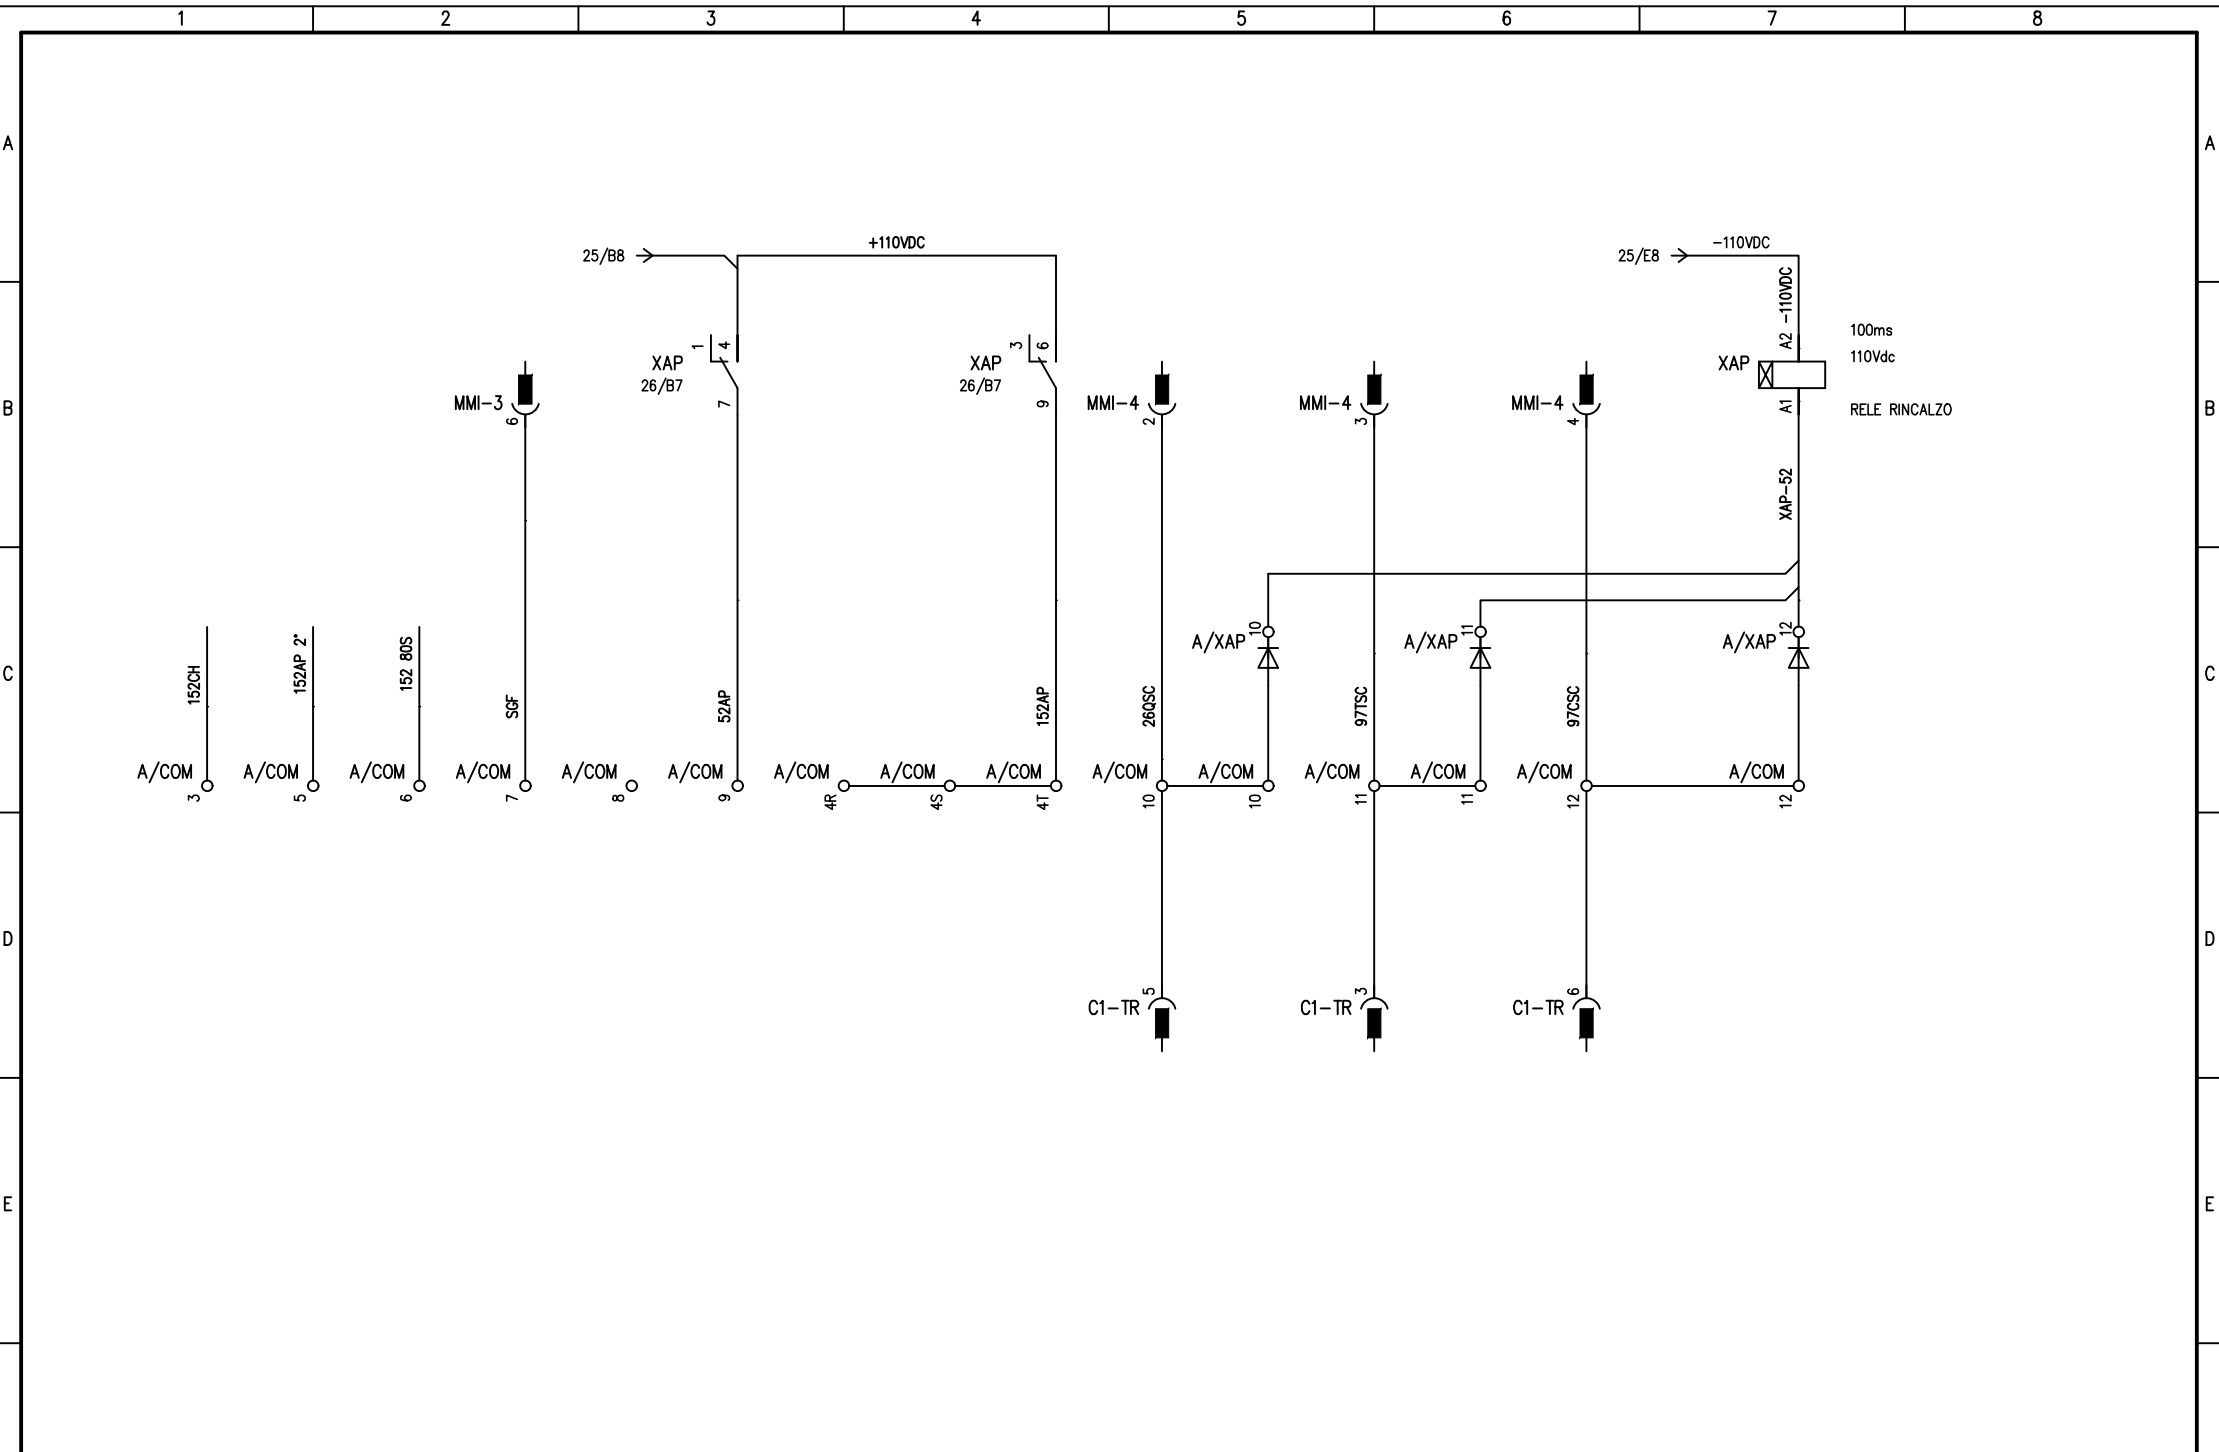 1 2 3 4 5 6 7 8
A A
+110VDC
25/B8
25/E8
-110VDC
-110VDC
1 4
XAP
26/B7
7
3 6
XAP
26/B7
9
XAP
A2
A1
100ms
110Vdc
RELE RINCALZO
B B
MMI-3
6
MMI-4
2
MMI-4
3
MMI-4
4
XAP-52
A/XAP 10
A/XAP 11
A/XAP 12
C C
152CH
152AP 2°
152 80S
SGF
52AP
152AP
26QSC
97TSC
97CSC
A/COM A/COM A/COM A/COM A/COM A/COM A/COM A/COM A/COM A/COM A/COM A/COM A/COM A/COM A/COM
3 5 6 7 8 9 4R 4S 4T 10 10 11 11 12 12
D D
C1-TR 5
C1-TR 3
C1-TR 6
E E